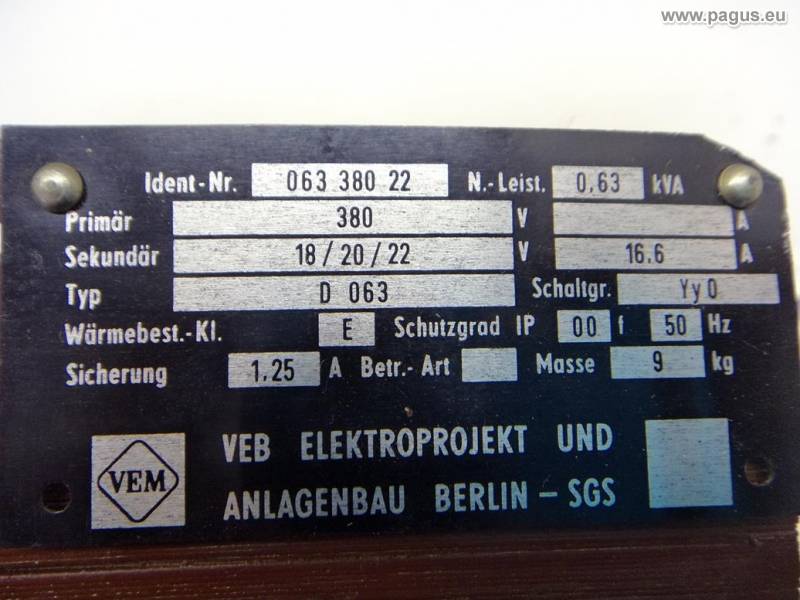 www.pagus.eu
Ident-Nr. 063 380 22 N.-Leist. 0,63 kVA
Primär 380 V A
Sekundär 18/20/22 V 16.6 A
Typ D 063 Schaltgr. Yy0
Wärmebest.-Kl. E Schutzgrad IP 00 f 50 Hz
Sicherung 1,25 A Betr.-Art Masse 9 kg
VEM
VEB ELEKTROPROJEKT UND
ANLAGENBAU BERLIN – SGS